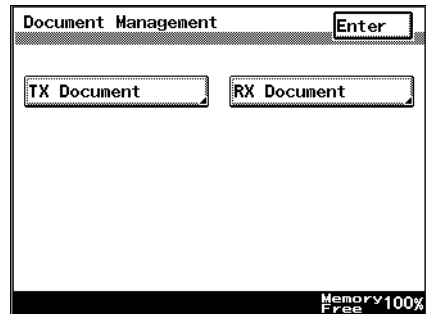 Document Management
Enter
TX Document
RX Document
Memory
Free 100%